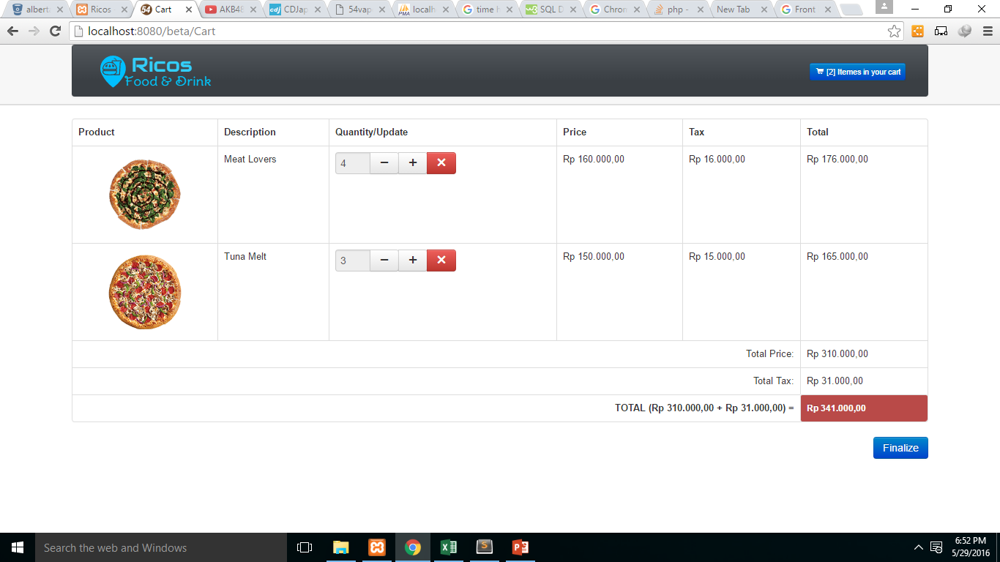 albert
Ricos
Cart
AKB48
CDJap
54vap
localh
time h
SQL D
Chron
php -
New Tab
Front
localhost:8080/beta/Cart
Ricos
Food & Drink
[2] Itemes in your cart
Product Description Quantity/Update Price Tax Total
Meat Lovers 4 Rp 160.000,00 Rp 16.000,00 Rp 176.000,00
Tuna Melt 3 Rp 150.000,00 Rp 15.000,00 Rp 165.000,00
Total Price: Rp 310.000,00
Total Tax: Rp 31.000,00
TOTAL (Rp 310.000,00 + Rp 31.000,00) = Rp 341.000,00
Finalize
Search the web and Windows
6:52 PM
5/29/2016